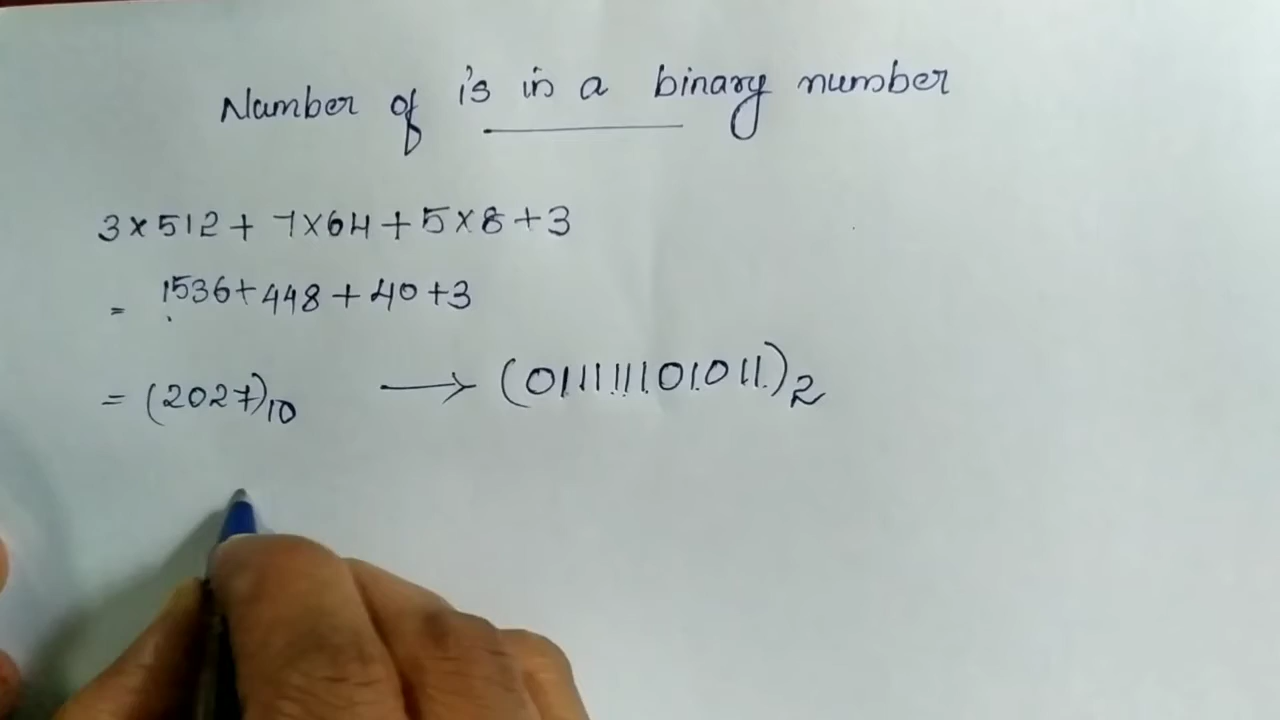 Number of 1's in a binary number
3×512+ 7×64+5×8+3
= 1536+448+40+3
= (2027)10 → (011111101011)2